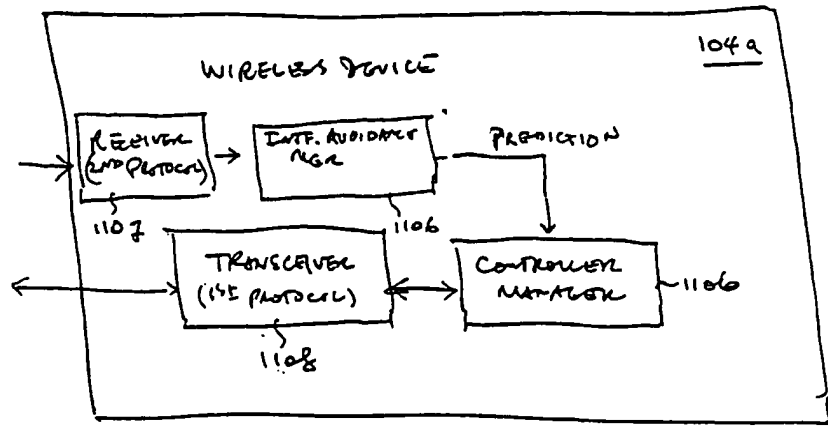 WIRELESS DEVICE
104a
RECEIVER
(2ND PROTOCOL)
INTF. AVOIDANCE
MGR
PREDICTION
1107
1106
TRANSCEIVER
(1ST PROTOCOL)
CONTROLLER
MANAGER
1106
1108